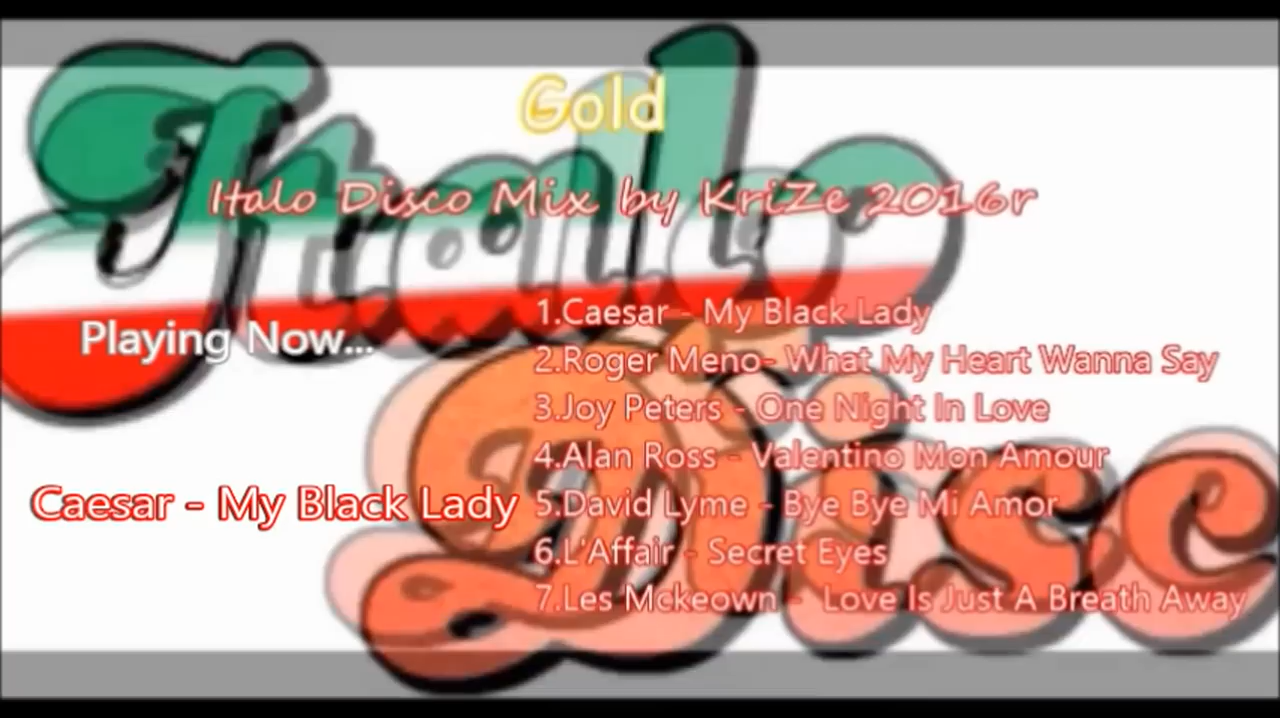 Italo
Disc
Gold
Italo Disco Mix by KriZe 2016r
Playing Now...
Caesar - My Black Lady
1.Caesar - My Black Lady
2.Roger Meno- What My Heart Wanna Say
3.Joy Peters - One Night In Love
4.Alan Ross - Valentino Mon Amour
5.David Lyme - Bye Bye Mi Amor
6.L'Affair - Secret Eyes
7.Les Mckeown - Love Is Just A Breath Away